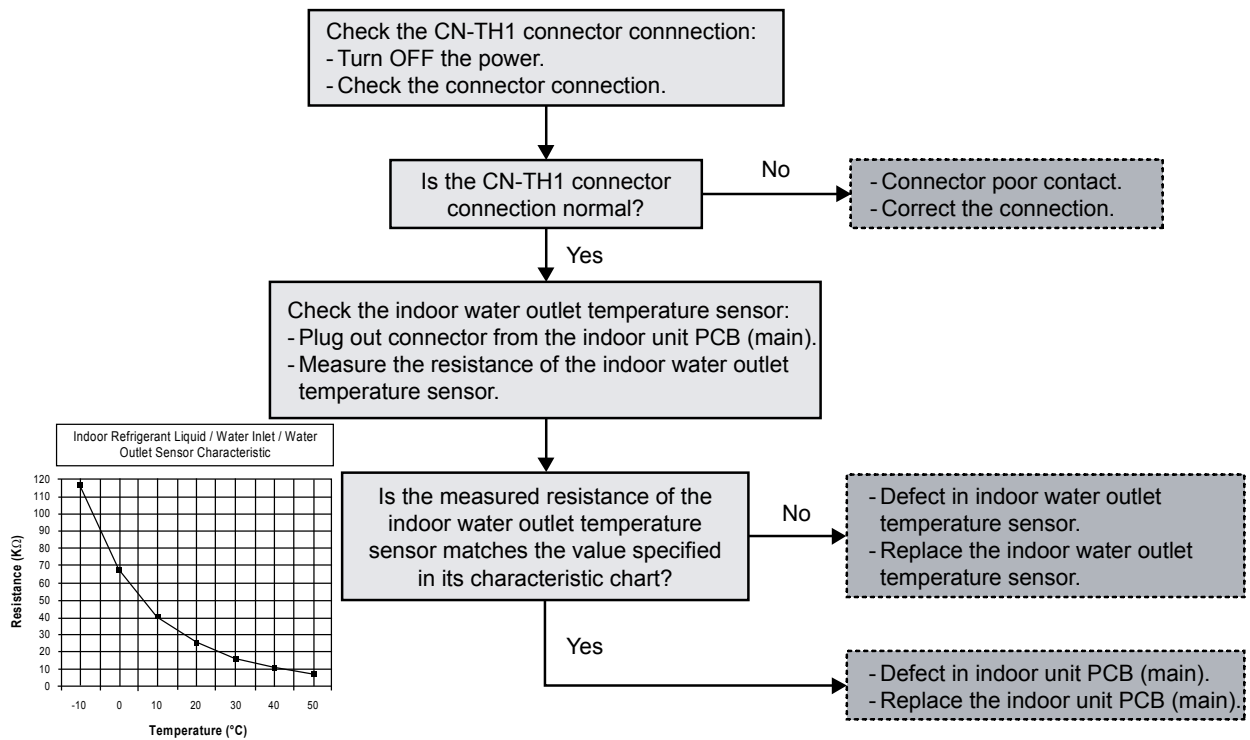 Check the CN-TH1 connector connnection:
- Turn OFF the power.
- Check the connector connection.
Is the CN-TH1 connector
connection normal?
No
- Connector poor contact.
- Correct the connection.
Yes
Check the indoor water outlet temperature sensor:
- Plug out connector from the indoor unit PCB (main).
- Measure the resistance of the indoor water outlet
temperature sensor.
Indoor Refrigerant Liquid / Water Inlet / Water
Outlet Sensor Characteristic
120
110
100
90
80
70
60
50
40
30
20
10
0
Resistance (KΩ)
-10 0 10 20 30 40 50
Temperature (°C)
Is the measured resistance of the
indoor water outlet temperature
sensor matches the value specified
in its characteristic chart?
No
- Defect in indoor water outlet
temperature sensor.
- Replace the indoor water outlet
temperature sensor.
Yes
- Defect in indoor unit PCB (main).
- Replace the indoor unit PCB (main).